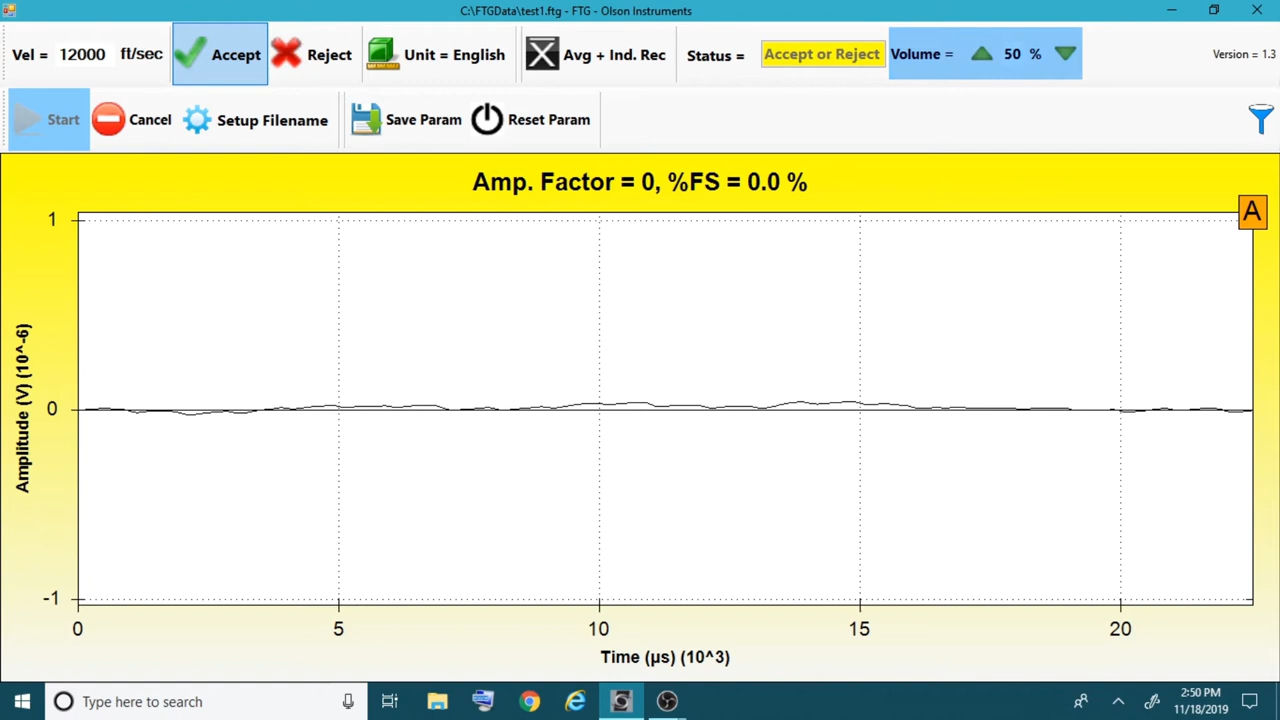 C:\FTGData\test1.ftg - FTG - Olson Instruments
Vel = 12000 ft/sec Accept Reject Unit = English Avg + Ind. Rec Status = Accept or Reject Volume = 50 % Version = 1.3
Start Cancel Setup Filename Save Param Reset Param
Amp. Factor = 0, %FS = 0.0 %
A
1
0
-1
Amplitude (V) (10^-6)
0 5 10 15 20
Time (µs) (10^3)
Type here to search
2:50 PM
11/18/2019